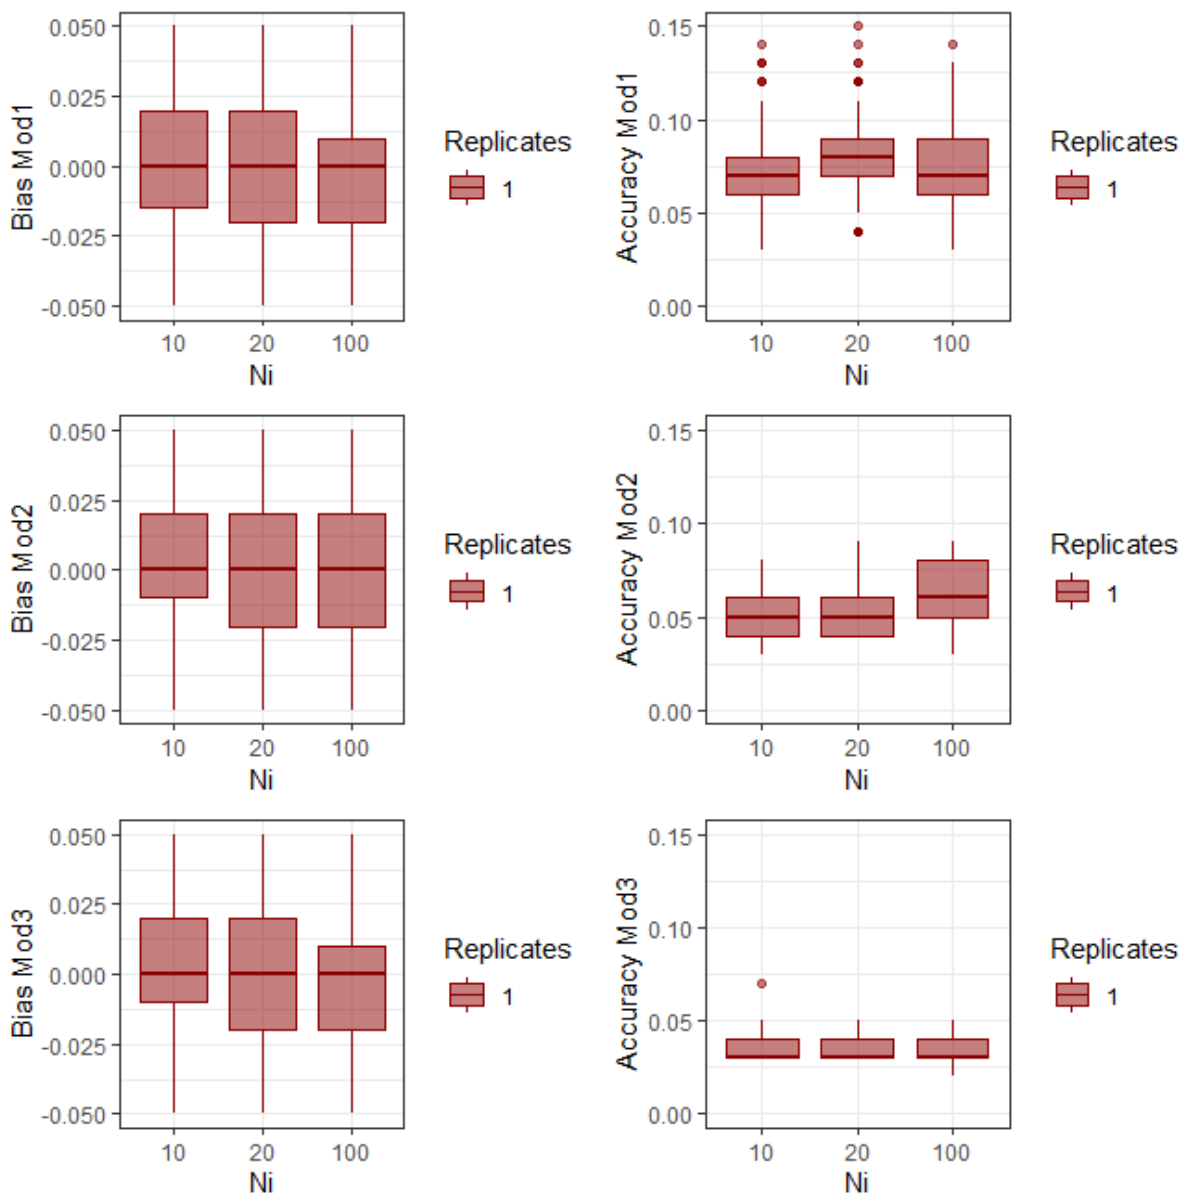 Bias Mod1
0.050
0.025
0.000
-0.025
-0.050
10 20 100
Ni
Replicates
1
Accuracy Mod1
0.15
0.10
0.05
0.00
10 20 100
Ni
Replicates
1
Bias Mod2
0.050
0.025
0.000
-0.025
-0.050
10 20 100
Ni
Replicates
1
Accuracy Mod2
0.15
0.10
0.05
0.00
10 20 100
Ni
Replicates
1
Bias Mod3
0.050
0.025
0.000
-0.025
-0.050
10 20 100
Ni
Replicates
1
Accuracy Mod3
0.15
0.10
0.05
0.00
10 20 100
Ni
Replicates
1